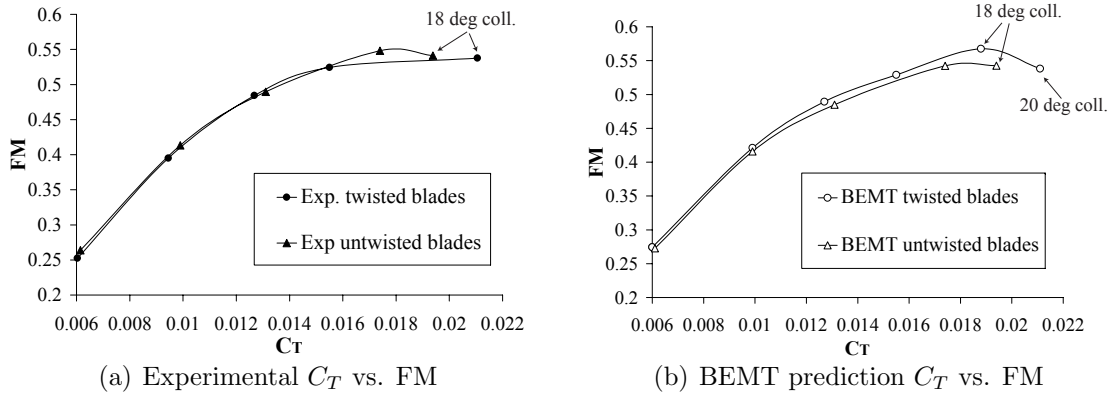 0.6
0.55
0.5
0.45
0.4
0.35
0.3
0.25
0.2
FM
18 deg coll.
Exp. twisted blades
Exp untwisted blades
0.006 0.008 0.01 0.012 0.014 0.016 0.018 0.02 0.022
CT
(a) Experimental C_T vs. FM
0.6
0.55
0.5
0.45
0.4
0.35
0.3
0.25
0.2
FM
18 deg coll.
20 deg coll.
BEMT twisted blades
BEMT untwisted blades
0.006 0.008 0.01 0.012 0.014 0.016 0.018 0.02 0.022
CT
(b) BEMT prediction C_T vs. FM